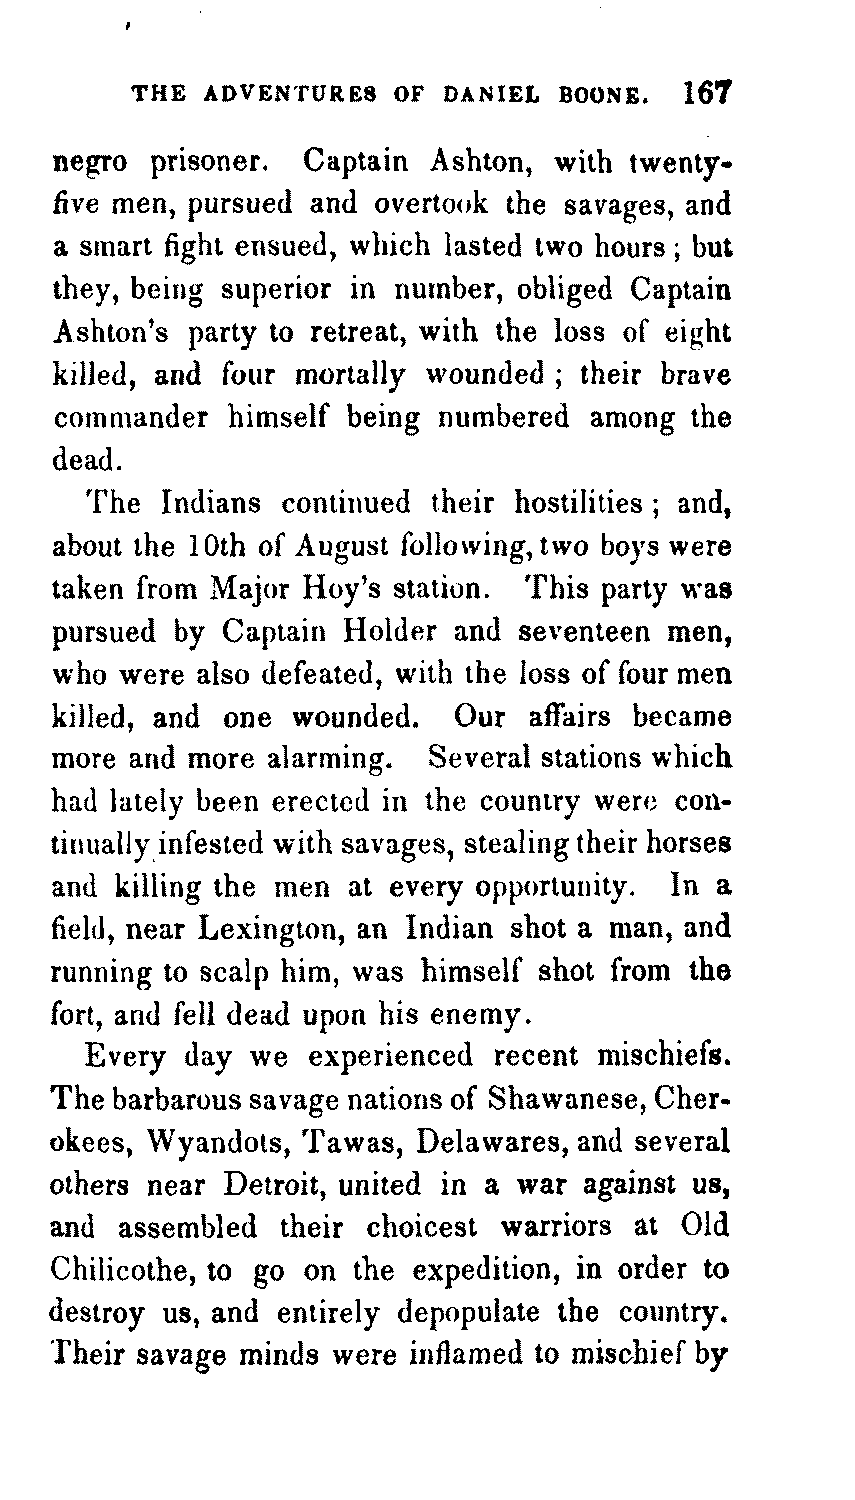 THE ADVENTURES OF DANIEL BOONE. 167
negro prisoner. Captain Ashton, with twenty-
five men, pursued and overtook the savages, and
a smart fight ensued, which lasted two hours; but
they, being superior in number, obliged Captain
Ashton's party to retreat, with the loss of eight
killed, and four mortally wounded; their brave
commander himself being numbered among the
dead.
The Indians continued their hostilities; and,
about the 10th of August following, two boys were
taken from Major Hoy's station. This party was
pursued by Captain Holder and seventeen men,
who were also defeated, with the loss of four men
killed, and one wounded. Our affairs became
more and more alarming. Several stations which
had lately been erected in the country were con-
tinually infested with savages, stealing their horses
and killing the men at every opportunity. In a
field, near Lexington, an Indian shot a man, and
running to scalp him, was himself shot from the
fort, and fell dead upon his enemy.
Every day we experienced recent mischiefs.
The barbarous savage nations of Shawanese, Cher-
okees, Wyandots, Tawas, Delawares, and several
others near Detroit, united in a war against us,
and assembled their choicest warriors at Old
Chilicothe, to go on the expedition, in order to
destroy us, and entirely depopulate the country.
Their savage minds were inflamed to mischief by